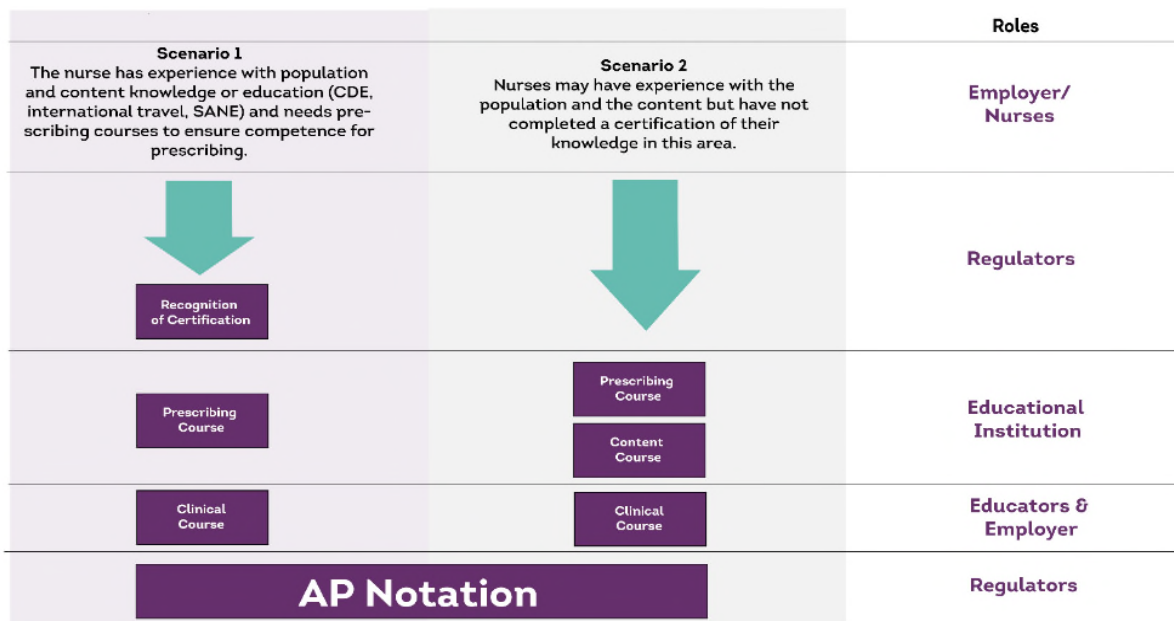 Roles
Scenario 1
The nurse has experience with population
and content knowledge or education (CDE,
international travel, SANE) and needs pre-
scribing courses to ensure competence for
prescribing.
Scenario 2
Nurses may have experience with the
population and the content but have not
completed a certification of their
knowledge in this area.
Employer/
Nurses
Recognition
of Certification
Regulators
Prescribing
Course
Prescribing
Course
Content
Course
Educational
Institution
Clinical
Course
Clinical
Course
Educators &
Employer
AP Notation
Regulators